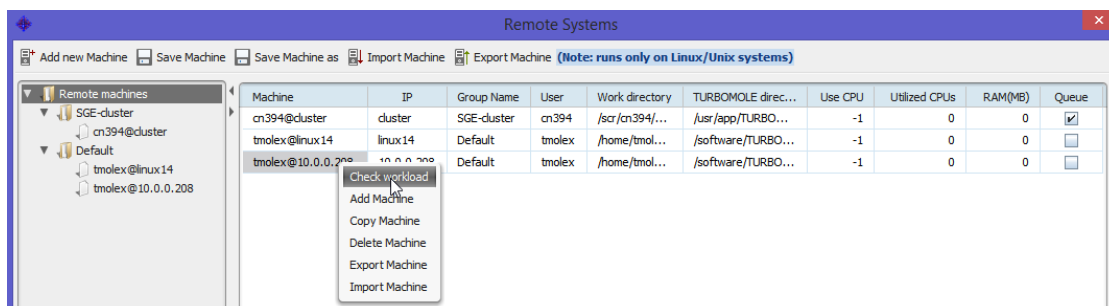 Remote Systems
Add new Machine Save Machine Save Machine as Import Machine Export Machine (Note: runs only on Linux/Unix systems)
Remote machines
SGE-cluster
cn394@cluster
Default
tmolex@linux14
tmolex@10.0.0.208
Machine IP Group Name User Work directory TURBOMOLE direc... Use CPU Utilized CPUs RAM(MB) Queue
cn394@cluster cluster SGE-cluster cn394 /scr/cn394/... /usr/app/TURBO... -1 0 0
tmolex@linux14 linux14 Default tmolex /home/tmol... /software/TURBO... -1 0 0
tmolex@10.0.0.208 10.0.0.208 Default tmolex /home/tmol... /software/TURBO... -1 0 0
Check workload
Add Machine
Copy Machine
Delete Machine
Export Machine
Import Machine